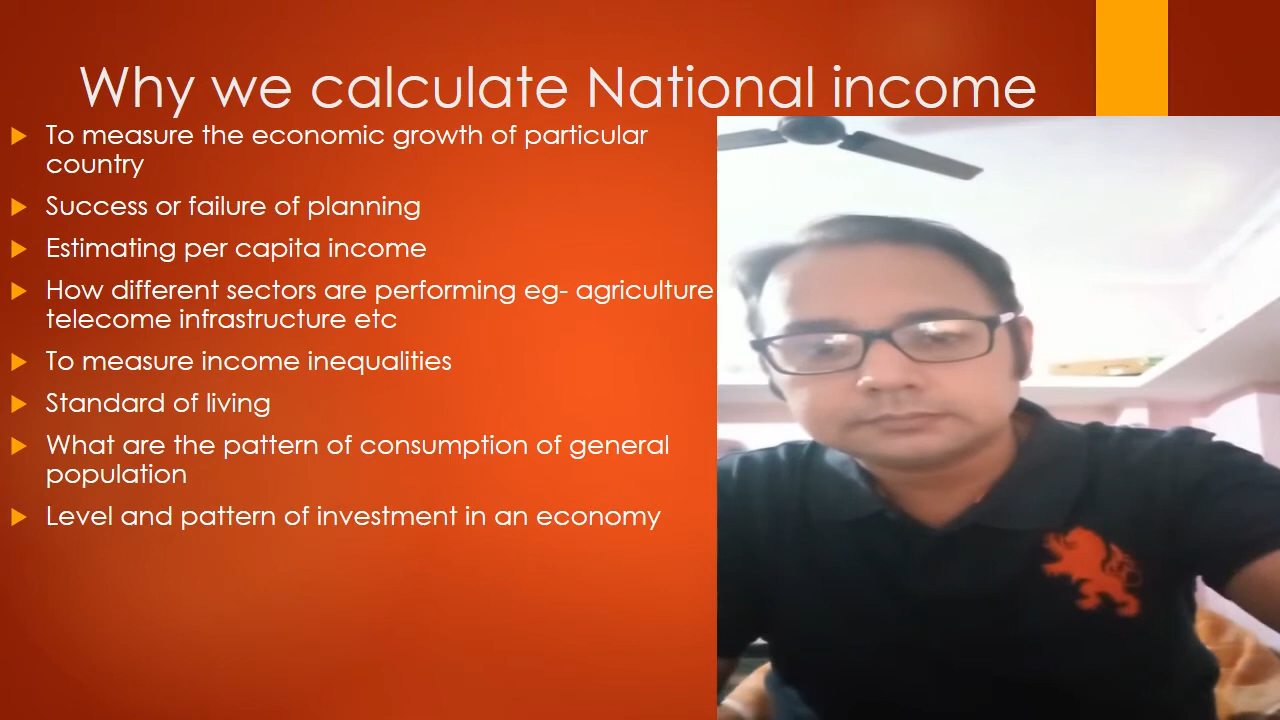 Why we calculate National income
To measure the economic growth of particular
country
Success or failure of planning
Estimating per capita income
How different sectors are performing eg- agriculture
telecome infrastructure etc
To measure income inequalities
Standard of living
What are the pattern of consumption of general
population
Level and pattern of investment in an economy